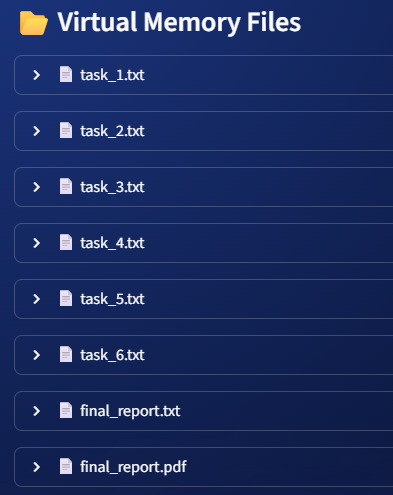 Virtual Memory Files
task_1.txt
task_2.txt
task_3.txt
task_4.txt
task_5.txt
task_6.txt
final_report.txt
final_report.pdf